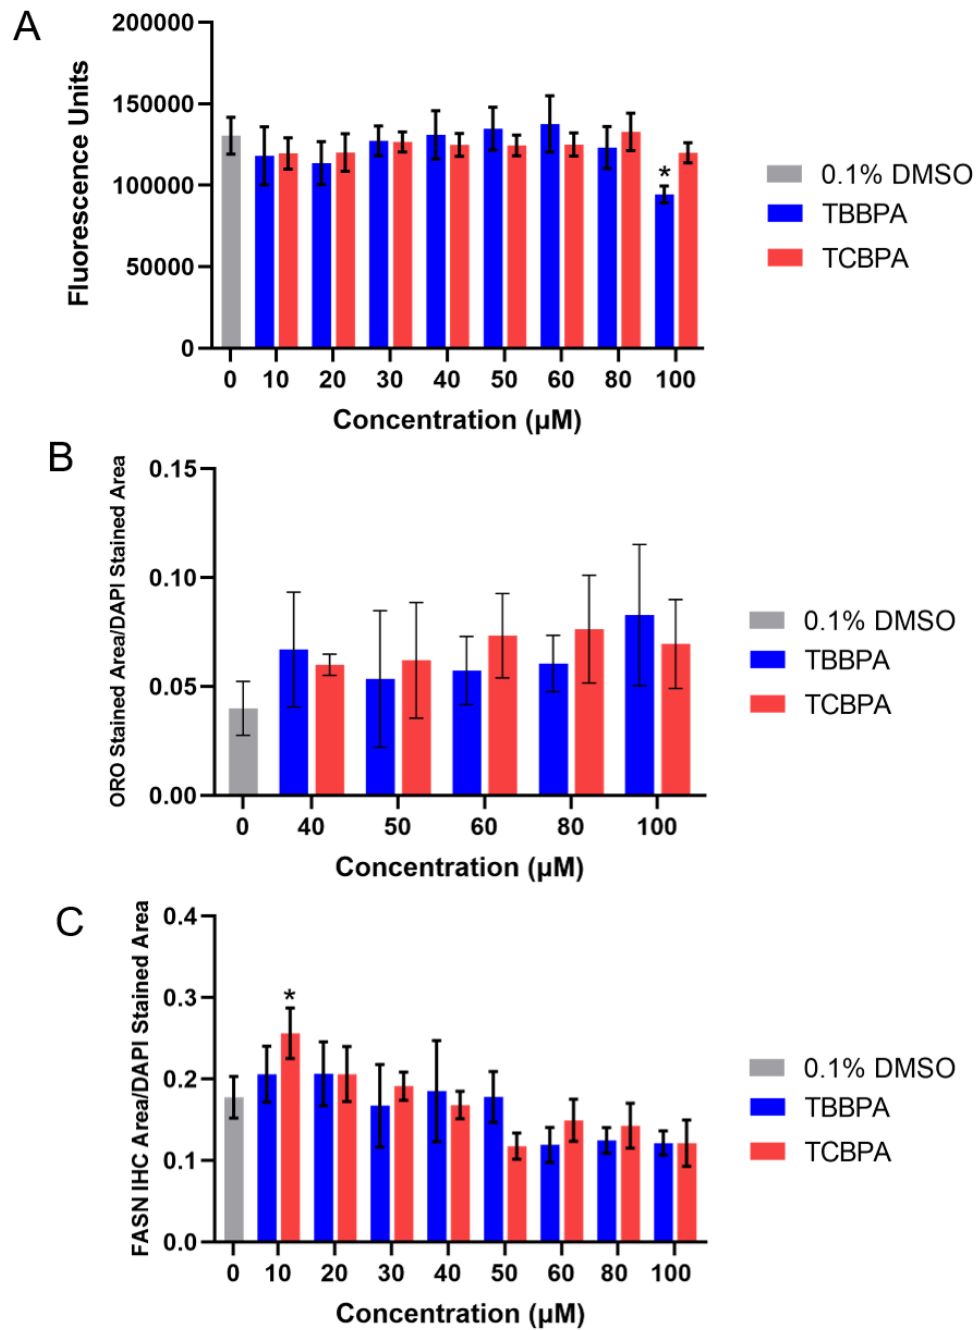 A
Fluorescence Units
200000
150000
100000
50000
0
*
0 10 20 30 40 50 60 80 100
Concentration (μM)
0.1% DMSO
TBBPA
TCBPA
B
ORO Stained Area/DAPI Stained Area
0.15
0.10
0.05
0.00
0 40 50 60 80 100
Concentration (μM)
0.1% DMSO
TBBPA
TCBPA
C
FASN IHC Area/DAPI Stained Area
0.4
0.3
0.2
0.1
0.0
*
0 10 20 30 40 50 60 80 100
Concentration (μM)
0.1% DMSO
TBBPA
TCBPA